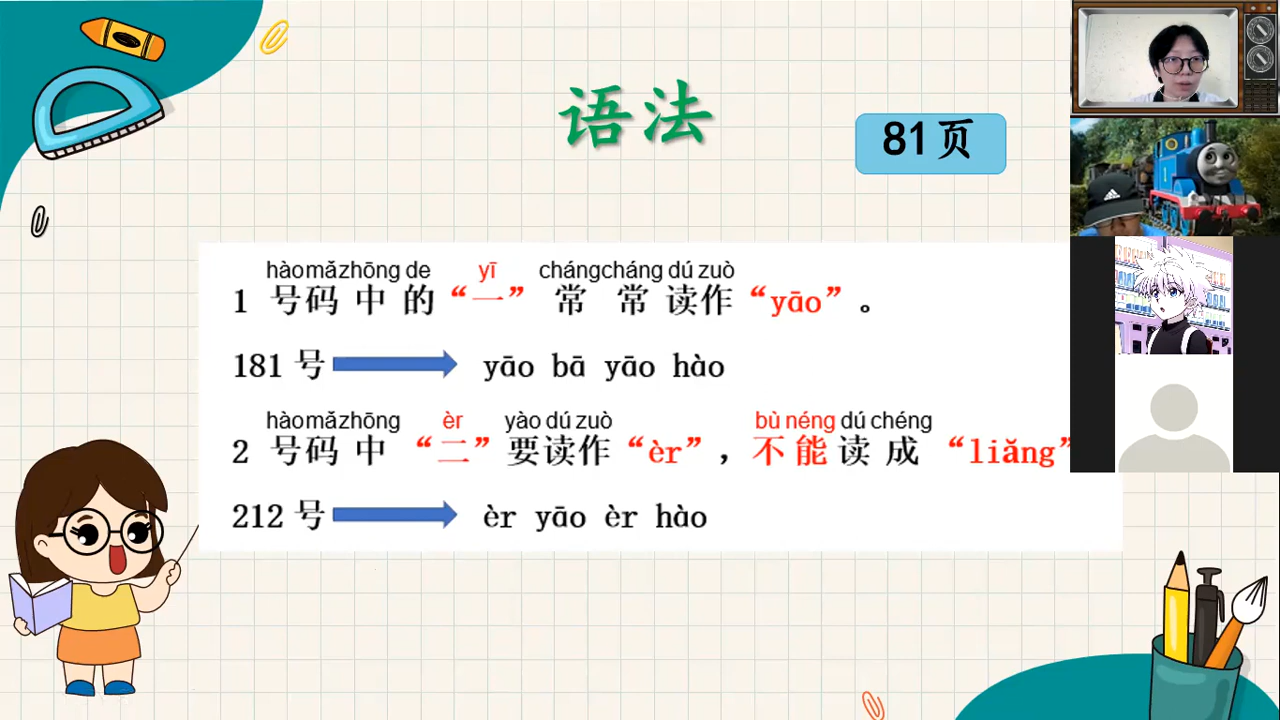 语法
81页
hàomǎzhōng de yī chángcháng dú zuò
1 号码中的“一”常常读作“yāo”。
181号 yāo bā yāo hào
hàomǎzhōng èr yào dú zuò bù néng dú chéng
2 号码中“二”要读作“èr”，不能读成“liǎng”
212号 èr yāo èr hào